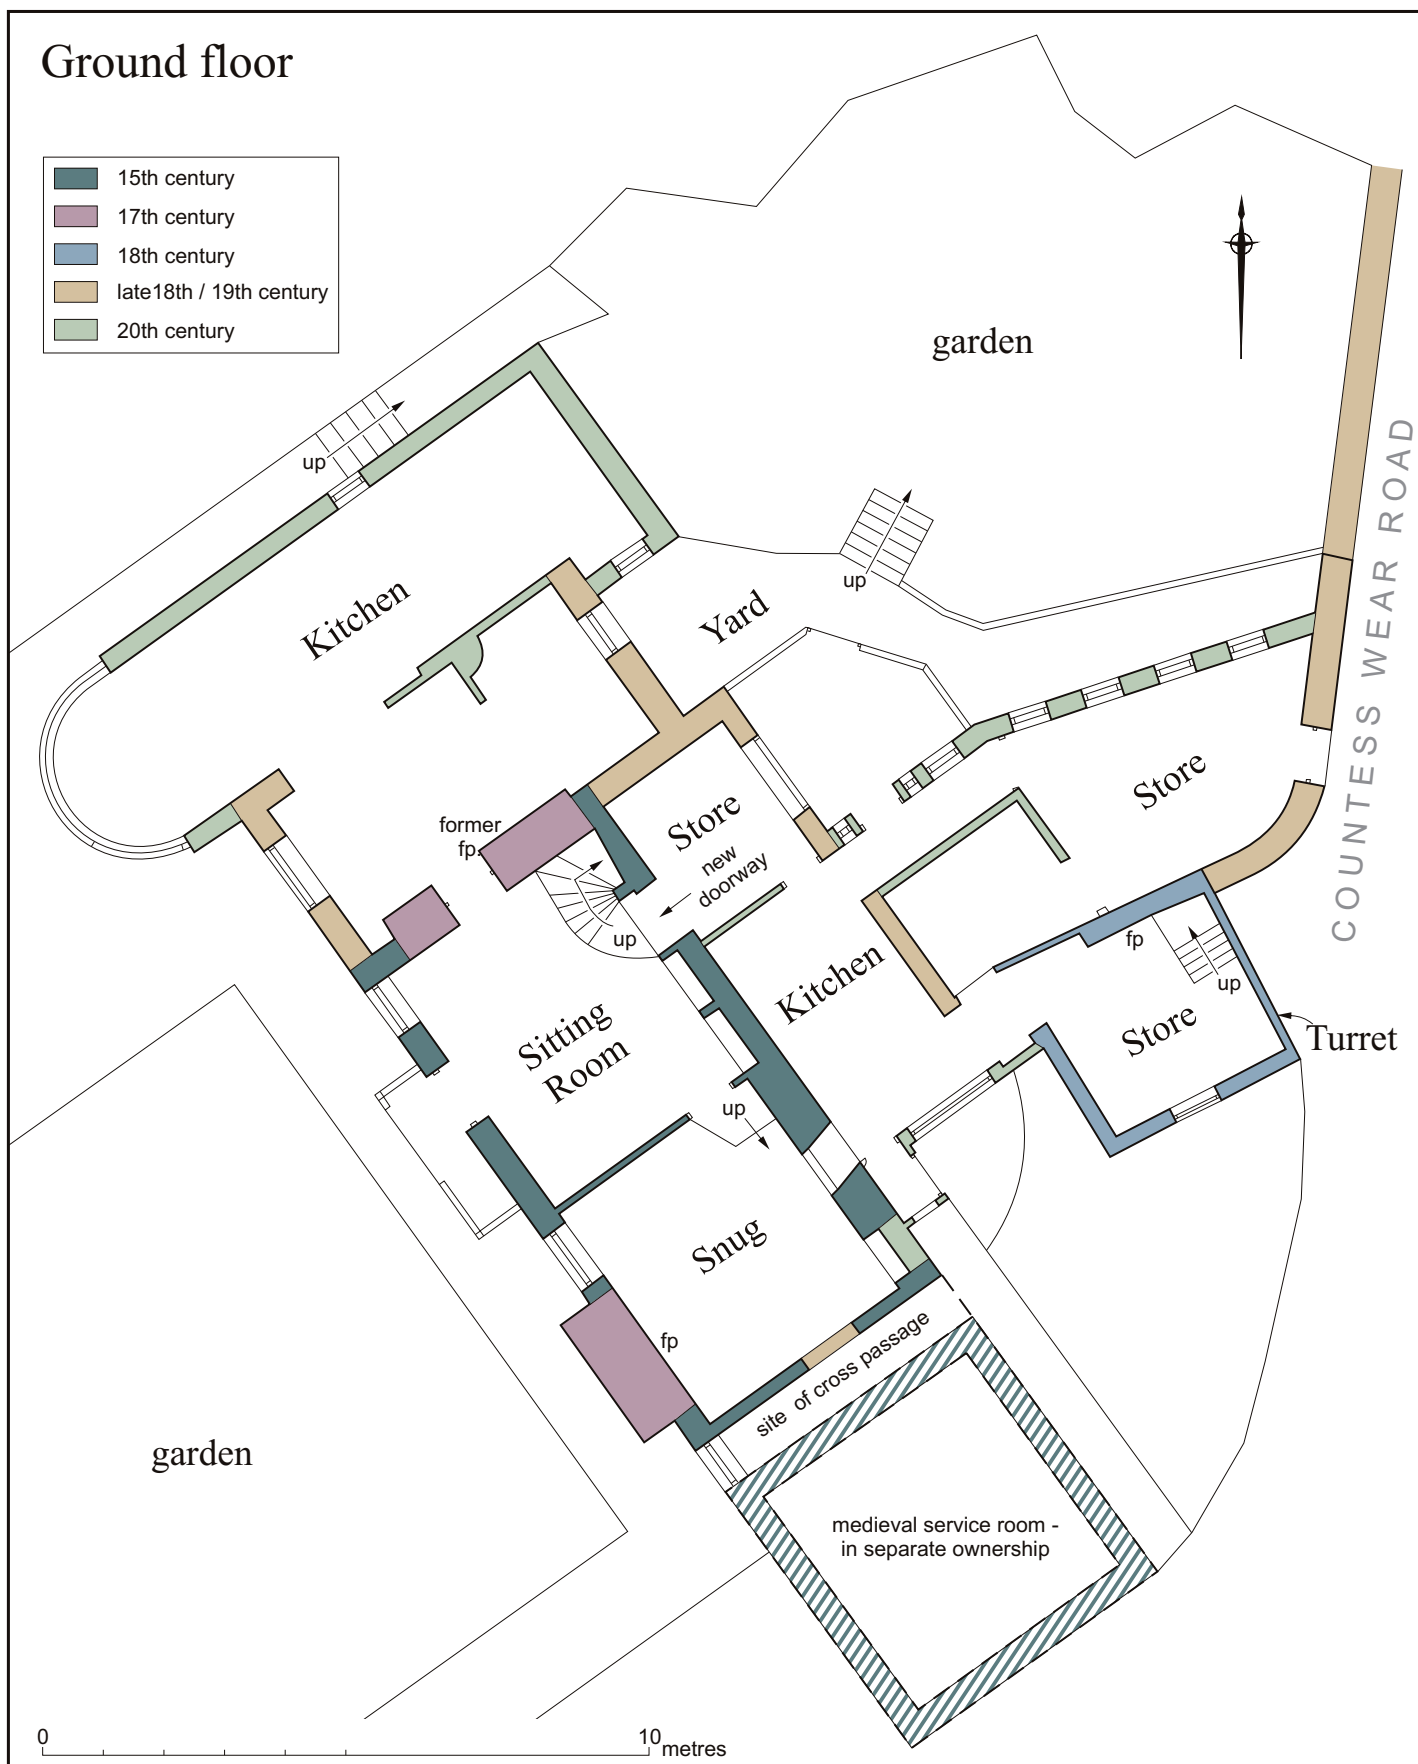 Ground floor
15th century
17th century
18th century
late18th / 19th century
20th century
garden
COUNTESS WEAR ROAD
up
up
Kitchen
Yard
Store
Store
former
fp.
new
doorway
up
fp
up
Kitchen
Store
Turret
Sitting
Room
up
Snug
fp
site of cross passage
garden
medieval service room -
in separate ownership
0
10
metres